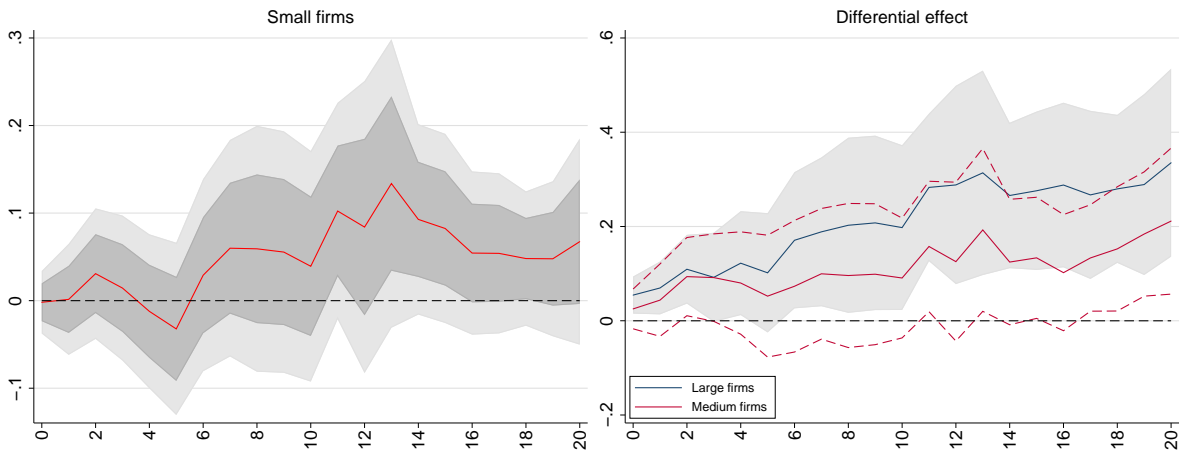 Small firms
.3
.2
.1
0
-.1
0 2 4 6 8 10 12 14 16 18 20
Differential effect
.6
.4
.2
0
-.2
Large firms
Medium firms
0 2 4 6 8 10 12 14 16 18 20